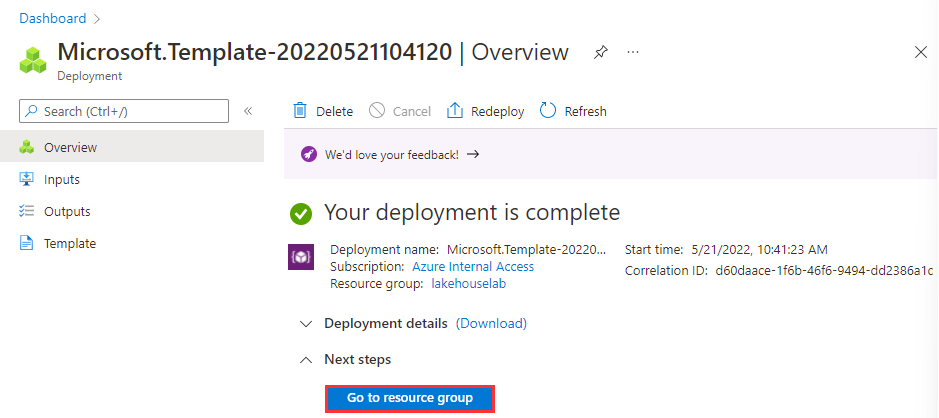 Dashboard >
Microsoft.Template-20220521104120 | Overview
Deployment
Search (Ctrl+/)
Delete
Cancel
Redeploy
Refresh
Overview
Inputs
Outputs
Template
We'd love your feedback! →
Your deployment is complete
Deployment name: Microsoft.Template-20220...
Subscription: Azure Internal Access
Resource group: lakehouselab
Start time: 5/21/2022, 10:41:23 AM
Correlation ID: d60daace-1f6b-46f6-9494-dd2386a1c
Deployment details (Download)
Next steps
Go to resource group